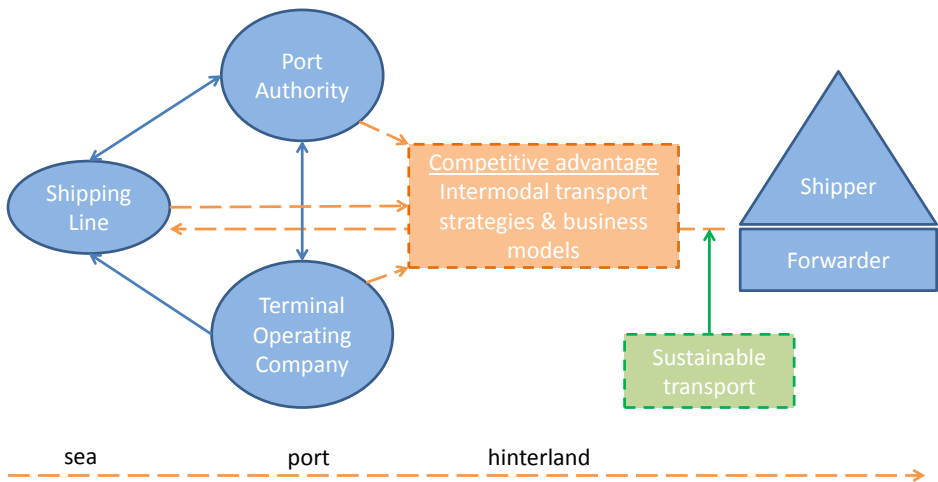 Port
Authority
Shipping
Line
Competitive advantage
Intermodal transport
strategies & business
models
Shipper
Forwarder
Terminal
Operating
Company
Sustainable
transport
sea
port
hinterland